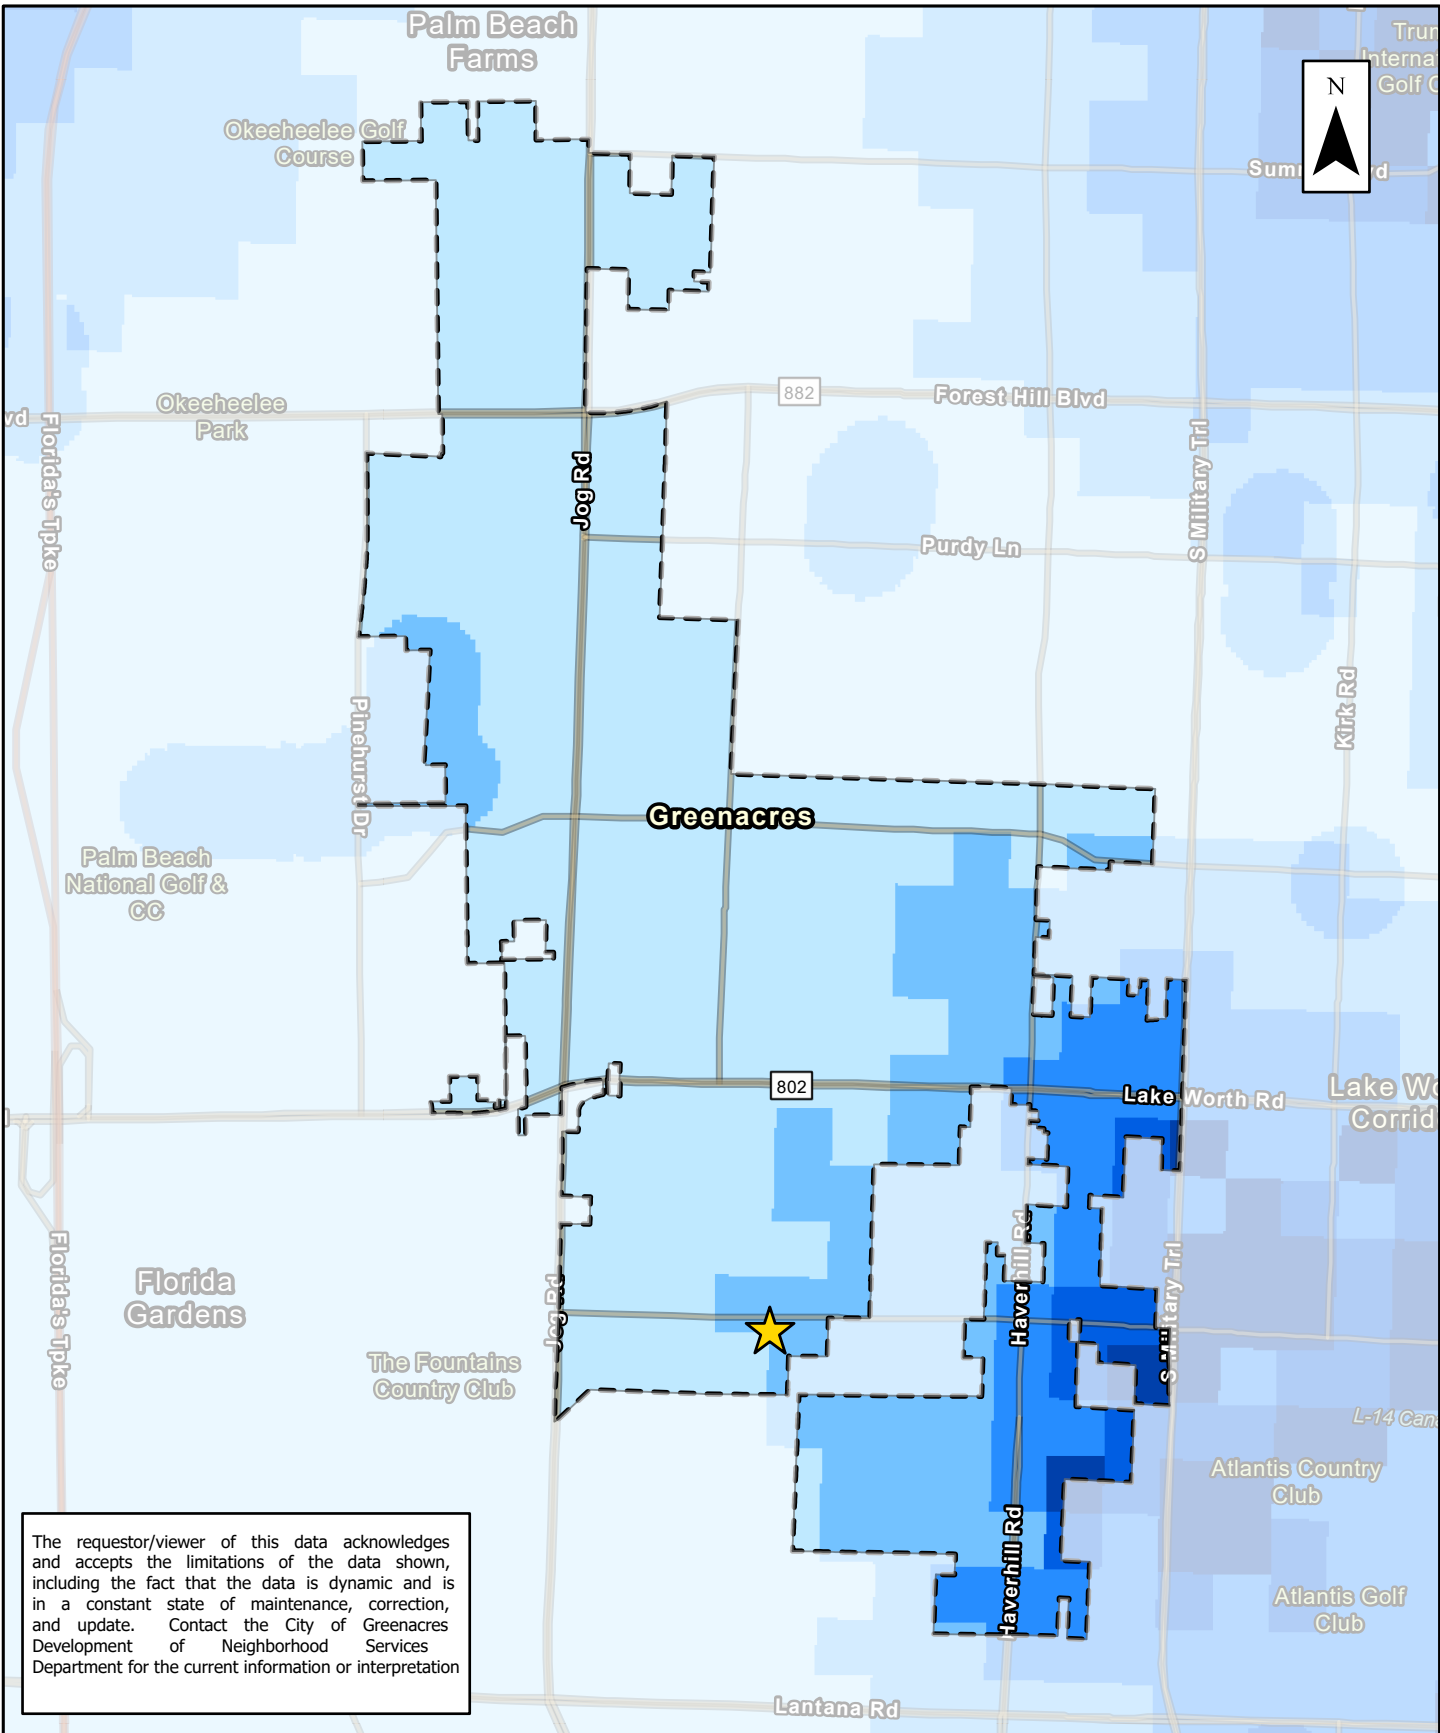 Palm Beach
Farms
Okeeheelee Golf
Course
N
Golf
882
Forest Hill Blvd
Okeeheelee
Park
Florida's Tpke
Jog Rd
S Military Trl
Purdy Ln
Pinehurst Dr
Kirk Rd
Greenacres
Palm Beach
National Golf &
CC
802
Lake Worth Rd
Lake
Florida's Tpke
Florida
Gardens
Jog Rd
Haverhill Rd
S Military Trl
The Fountains
Country Club
L-14
Atlantis Country
Club
Haverhill Rd
Atlantis Golf
Club
Lantana Rd
The requestor/viewer of this data acknowledges
and accepts the limitations of the data shown,
including the fact that the data is dynamic and is
in a constant state of maintenance, correction,
and update. Contact the City of Greenacres
Development of Neighborhood Services
Department for the current information or interpretation